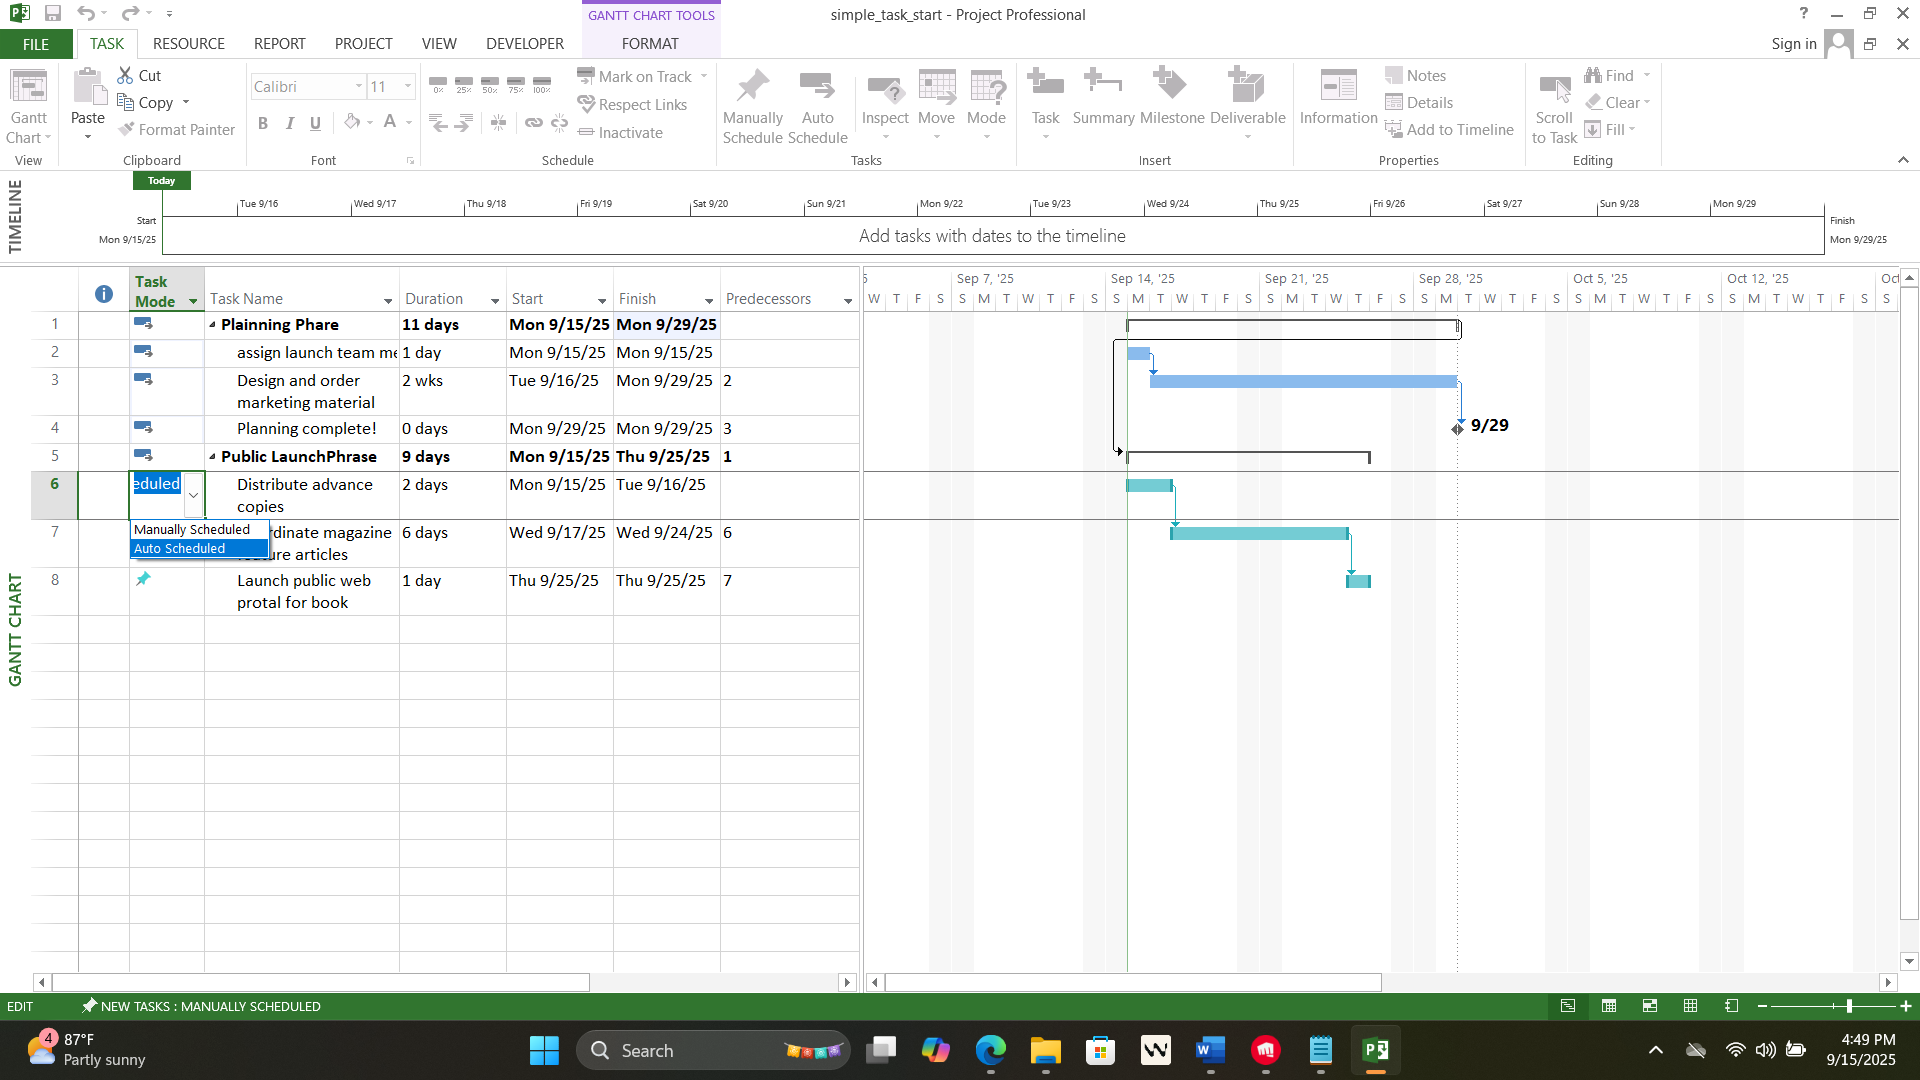 GANTT CHART TOOLS
simple_task_start - Project Professional
FILE TASK RESOURCE REPORT PROJECT VIEW DEVELOPER FORMAT Sign in
Gantt Chart
View
Paste
Cut
Copy
Format Painter
Clipboard
Calibri 11
B I U A
Font
0% 25% 50% 75% 100%
Mark on Track
Respect Links
Inactivate
Schedule
Manually Schedule
Auto Schedule
Inspect
Move
Mode
Tasks
Task
Summary
Milestone
Deliverable
Insert
Information
Notes
Details
Add to Timeline
Properties
Scroll to Task
Find
Clear
Fill
Editing
TIMELINE
Today
Tue 9/16 Wed 9/17 Thu 9/18 Fri 9/19 Sat 9/20 Sun 9/21 Mon 9/22 Tue 9/23 Wed 9/24 Thu 9/25 Fri 9/26 Sat 9/27 Sun 9/28 Mon 9/29
Start
Mon 9/15/25
Add tasks with dates to the timeline
Finish
Mon 9/29/25
GANTT CHART
Task Mode Task Name Duration Start Finish Predecessors
1 Plainning Phare 11 days Mon 9/15/25 Mon 9/29/25
2 assign launch team me 1 day Mon 9/15/25 Mon 9/15/25
3 Design and order marketing material 2 wks Tue 9/16/25 Mon 9/29/25 2
4 Planning complete! 0 days Mon 9/29/25 Mon 9/29/25 3
5 Public LaunchPhrase 9 days Mon 9/15/25 Thu 9/25/25 1
6 eduled Distribute advance copies 2 days Mon 9/15/25 Tue 9/16/25
Manually Scheduled
Auto Scheduled
7 rdinate magazine ure articles 6 days Wed 9/17/25 Wed 9/24/25 6
8 Launch public web protal for book 1 day Thu 9/25/25 Thu 9/25/25 7
5 Sep 7, '25 Sep 14, '25 Sep 21, '25 Sep 28, '25 Oct 5, '25 Oct 12, '25 Oct
W T F S S M T W T F S S M T W T F S S M T W T F S S M T W T F S S M T W T F S S M T W T F S S
9/29
EDIT NEW TASKS : MANUALLY SCHEDULED
4
87°F
Partly sunny
Search
4:49 PM
9/15/2025